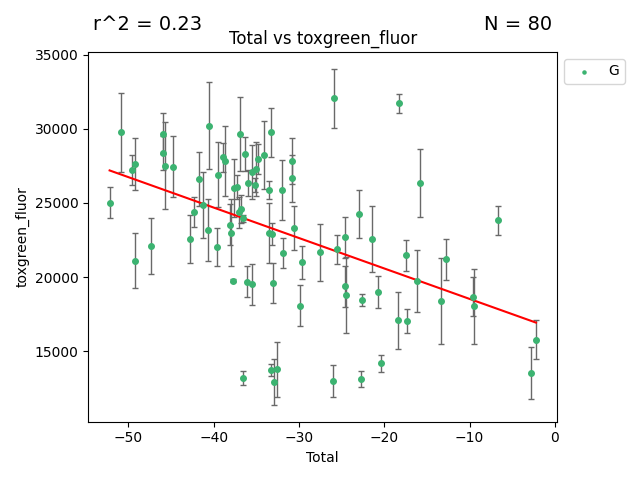 r^2 = 0.23
N = 80
Total vs toxgreen_fluor
G
35000
30000
25000
20000
15000
toxgreen_fluor
−50
−40
−30
−20
−10
0
Total